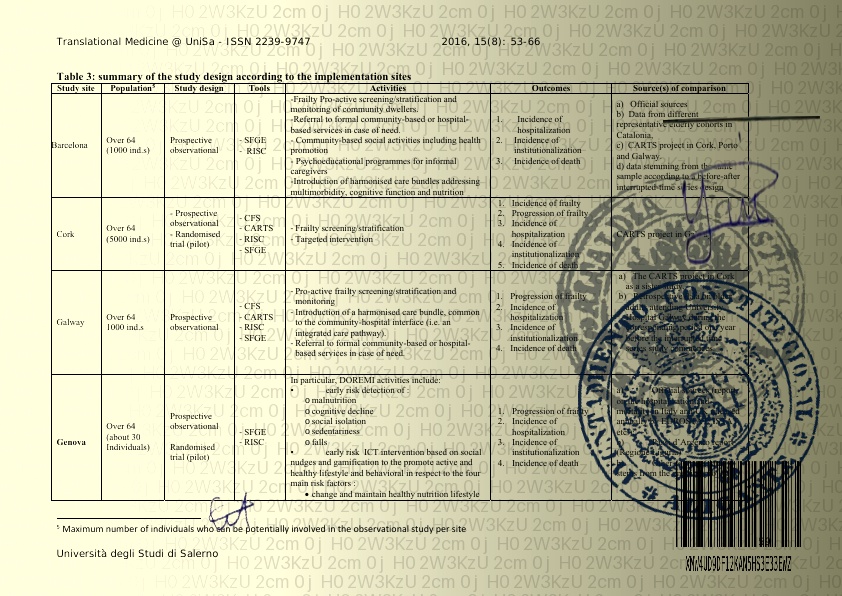 Translational Medicine @ UniSa - ISSN 2239-9747
2016, 15(8): 53-66
Table 3: summary of the study design according to the implementation sites
Study site Population⁵ Study design Tools Activities Outcomes Source(s) of comparison
Barcelona
Over 64
(1000 ind.s)
Prospective
observational
- SFGE
- RISC
-Frailty Pro-active screening/stratification and
monitoring of community dwellers.
-Referral to formal community-based or hospital-
based services in case of need.
- Community-based social activities including health
promotion
- Psychoeducational programmes for informal
caregivers
-Introduction of harmonised care bundles addressing
multimorbidity, cognitive function and nutrition
1. Incidence of
hospitalization
2. Incidence of
institutionalization
3. Incidence of death
a) Official sources
b) Data from different
representative elderly cohorts in
Catalonia,
c) CARTS project in Cork, Porto
and Galway.
d) data stemming from the same
sample according to a before-after
interrupted time series design
Cork
Over 64
(5000 ind.s)
- Prospective
observational
- Randomised
trial (pilot)
- CFS
- CARTS
- RISC
- SFGE
- Frailty screening/stratification
- Targeted intervention
1. Incidence of frailty
2. Progression of frailty
3. Incidence of
hospitalization
4. Incidence of
institutionalization
5. Incidence of death
CARTS project in
Galway
Over 64
1000 ind.s
Prospective
observational
- CFS
- CARTS
- RISC
- SFGE
- Pro-active frailty screening/stratification and
monitoring
- Introduction of a harmonised care bundle, common
to the community-hospital interface (i.e. an
integrated care pathway).
- Referral to formal community-based or hospital-
based services in case of need.
1. Progression of frailty
2. Incidence of
hospitalization
3. Incidence of
institutionalization
4. Incidence of death
a) The CARTS project in Cork
as a sister study.
b)
Genova
Over 64
(about 30
Individuals)
Prospective
observational
Randomised
trial (pilot)
- SFGE
- RISC
In particular, DOREMI activities include:
• early risk detection of :
o malnutrition
o cognitive decline
o social isolation
o sedentariness
o falls
• early risk ICT intervention based on social
nudges and gamification to the promote active and
healthy lifestyle and behavioral in respect to the four
main risk factors :
• change and maintain healthy nutrition lifestyle
1. Progression of frailty
2. Incidence of
hospitalization
3. Incidence of
institutionalization
4. Incidence of death
⁵ Maximum number of individuals who can be potentially involved in the observational study per site
Università degli Studi di Salerno
59
XMW4UD9DF12KAN5HS3E33EWZ